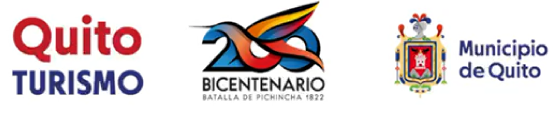 Quito
TURISMO
200
BICENTENARIO
BATALLA DE PICHINCHA 1822
Municipio
de Quito